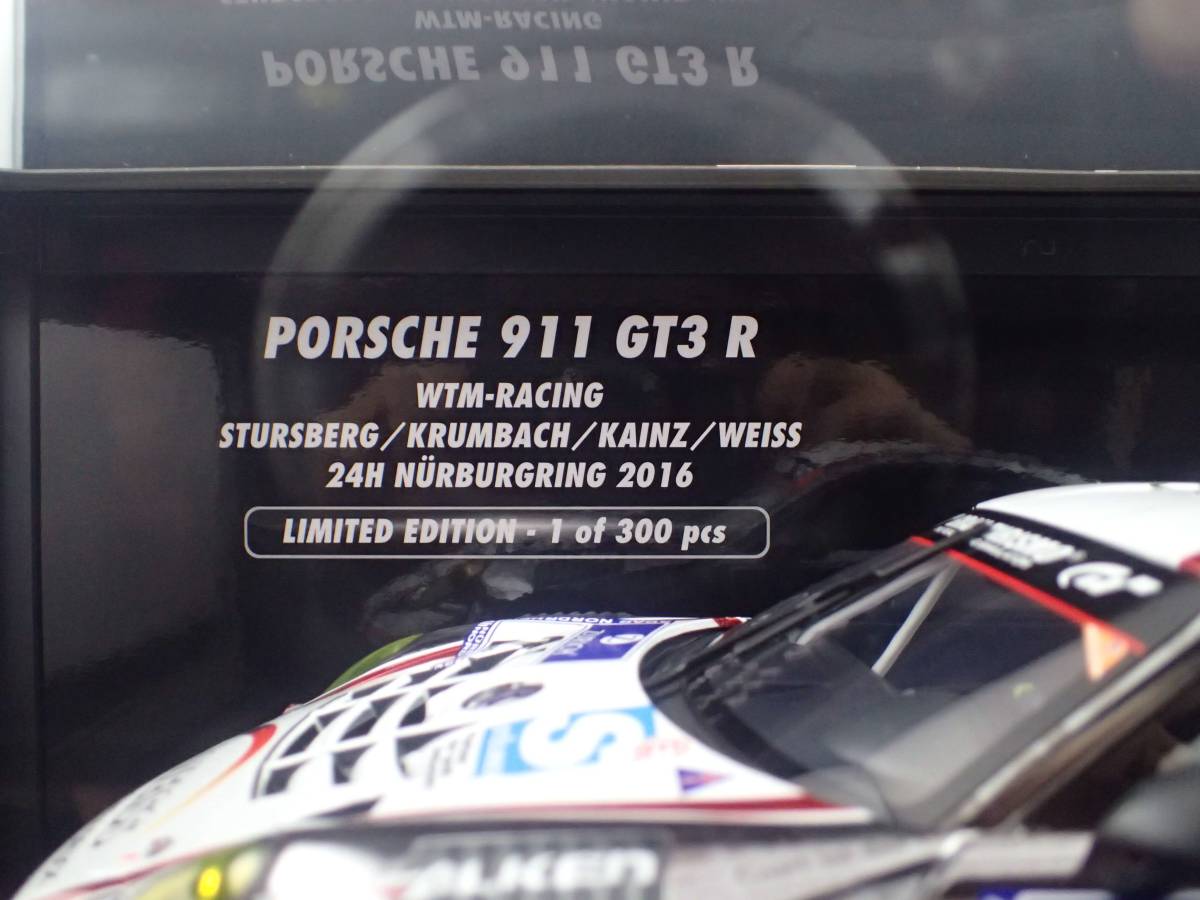 WTM-RACING
PORSCHE 911 GT3 R
PORSCHE 911 GT3 R
WTM-RACING
STURSBERG/KRUMBACH/KAINZ/WEISS
24H NÜRBURGRING 2016
LIMITED EDITION - 1 of 300 pcs
S